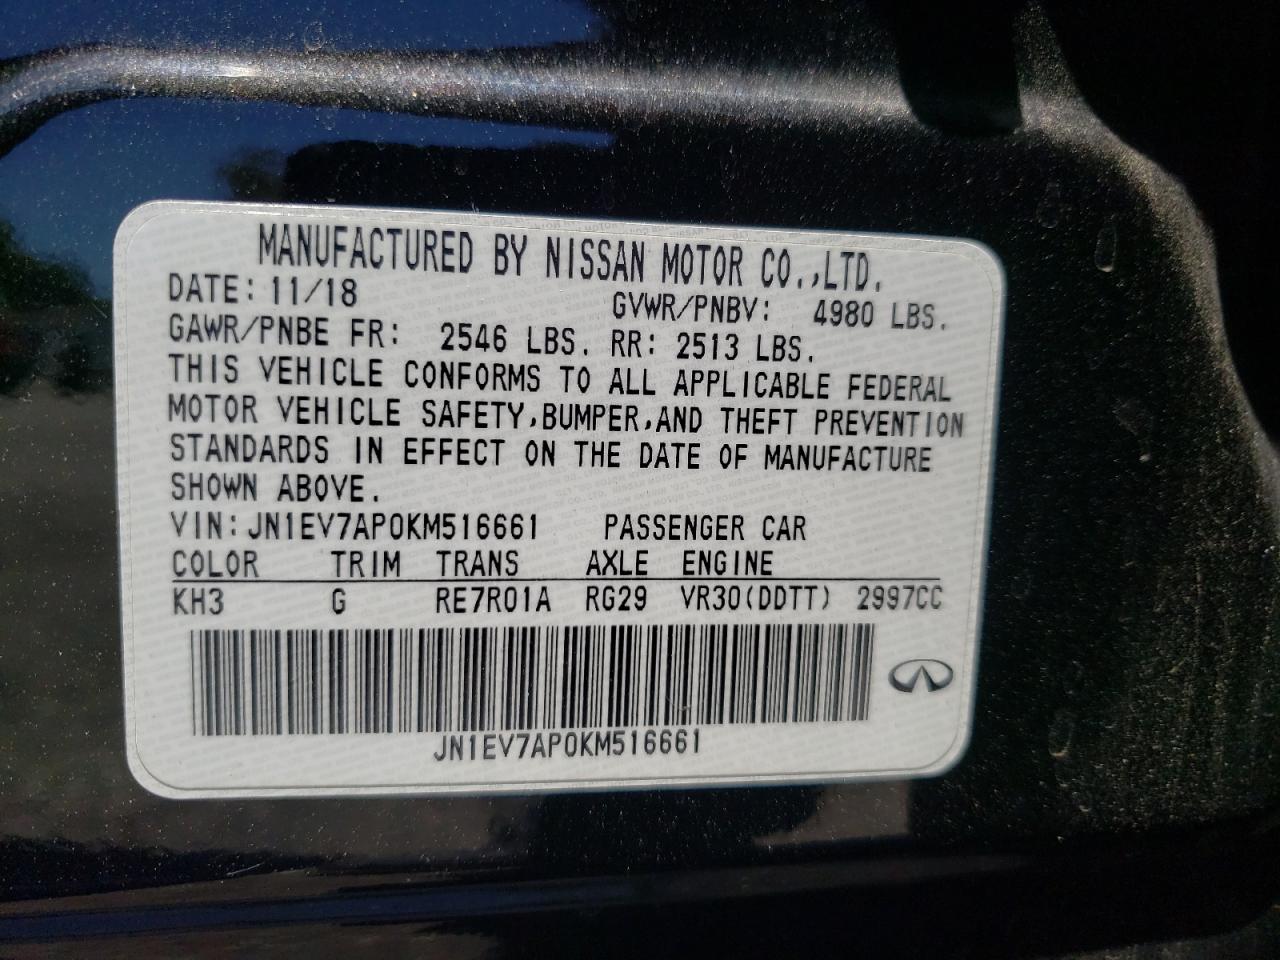 MANUFACTURED BY NISSAN MOTOR CO.,LTD.
DATE: 11/18 GVWR/PNBV: 4980 LBS.
GAWR/PNBE FR: 2546 LBS. RR: 2513 LBS.
THIS VEHICLE CONFORMS TO ALL APPLICABLE FEDERAL
MOTOR VEHICLE SAFETY,BUMPER,AND THEFT PREVENTION
STANDARDS IN EFFECT ON THE DATE OF MANUFACTURE
SHOWN ABOVE.
VIN: JN1EV7AP0KM516661 PASSENGER CAR
COLOR TRIM TRANS AXLE ENGINE
KH3 G RE7R01A RG29 VR30(DDTT) 2997CC
JN1EV7AP0KM516661